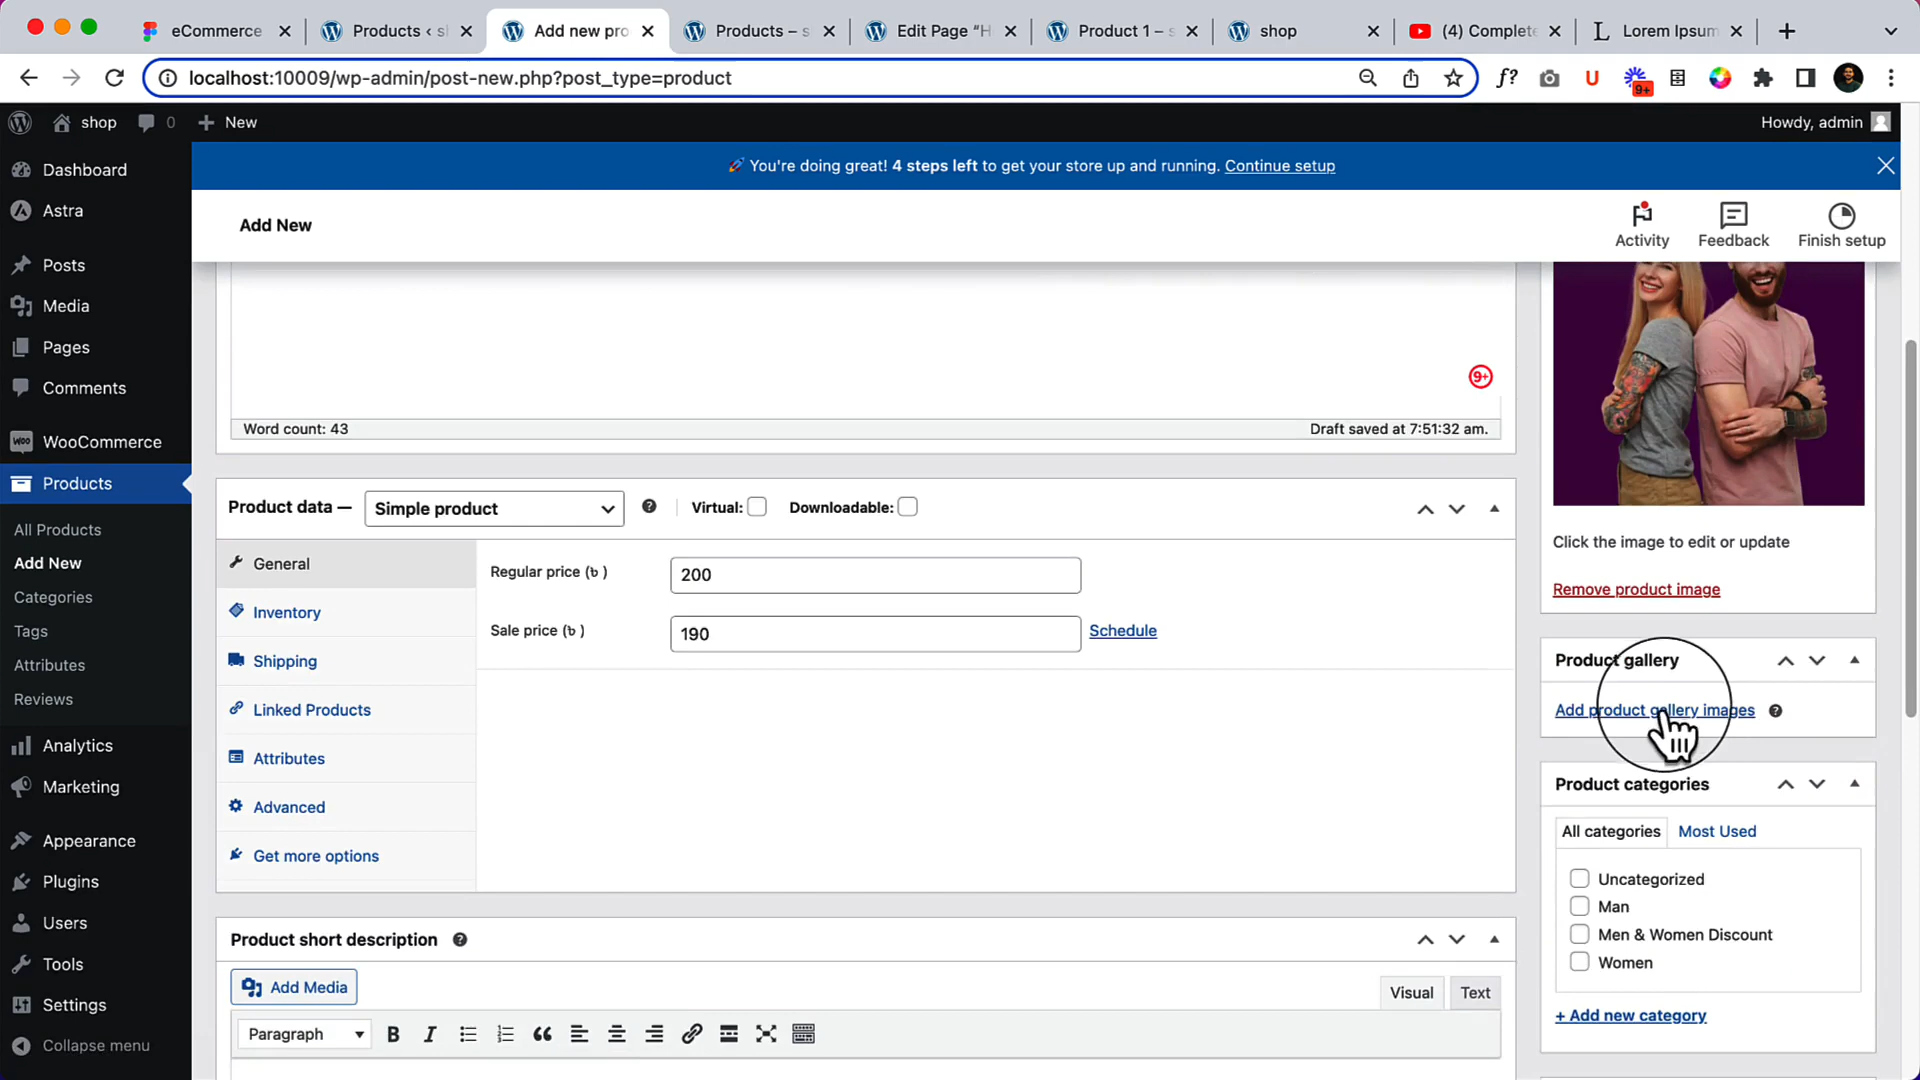 eCommerce
Products ‹ sl
Add new pro
Products – s
Edit Page “H
Product 1 – s
shop
(4) Complete
Lorem Ipsum
localhost:10009/wp-admin/post-new.php?post_type=product
f?
U
9+
shop 0 + New
Howdy, admin
Dashboard
Astra
Posts
Media
Pages
Comments
WooCommerce
Products
All Products
Add New
Categories
Tags
Attributes
Reviews
Analytics
Marketing
Appearance
Plugins
Users
Tools
Settings
Collapse menu
🚀 You're doing great! 4 steps left to get your store up and running. Continue setup
Add New
Activity
Feedback
Finish setup
9+
Word count: 43
Draft saved at 7:51:32 am.
Product data — Simple product
Virtual:
Downloadable:
General
Inventory
Shipping
Linked Products
Attributes
Advanced
Get more options
Regular price (৳ ) 200
Sale price (৳ ) 190 Schedule
Product short description
Add Media
Visual Text
Paragraph
Click the image to edit or update
Remove product image
Product gallery
Add product gallery images
Product categories
All categories Most Used
Uncategorized
Man
Men & Women Discount
Women
+ Add new category